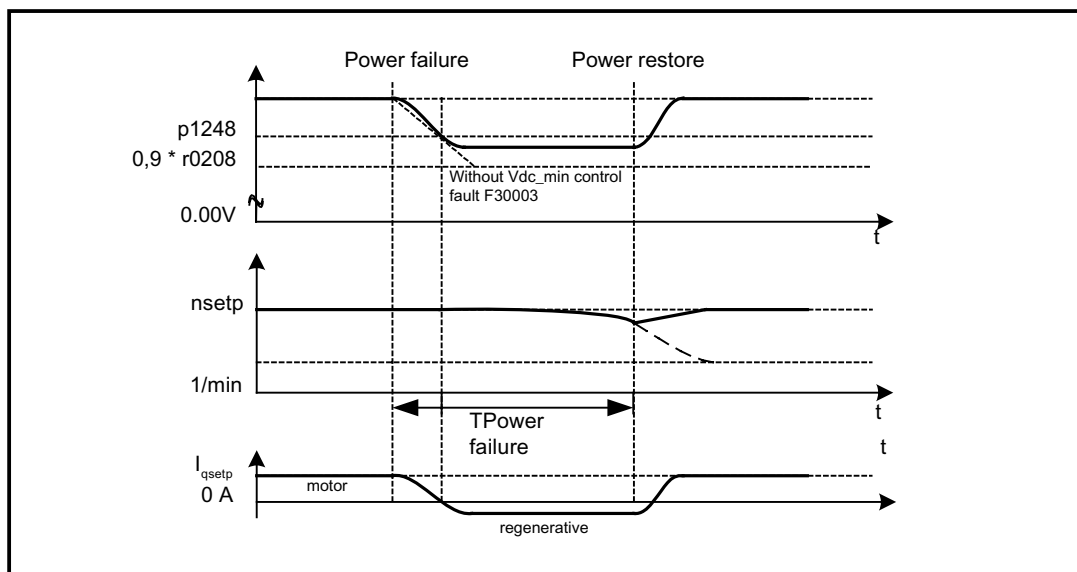 Power failure
Power restore
p1248
0,9 * r0208
Without Vdc_min control
fault F30003
0.00V
t
nsetp
1/min
t
TPower
failure
t
Iqsetp
0 A
motor
regenerative